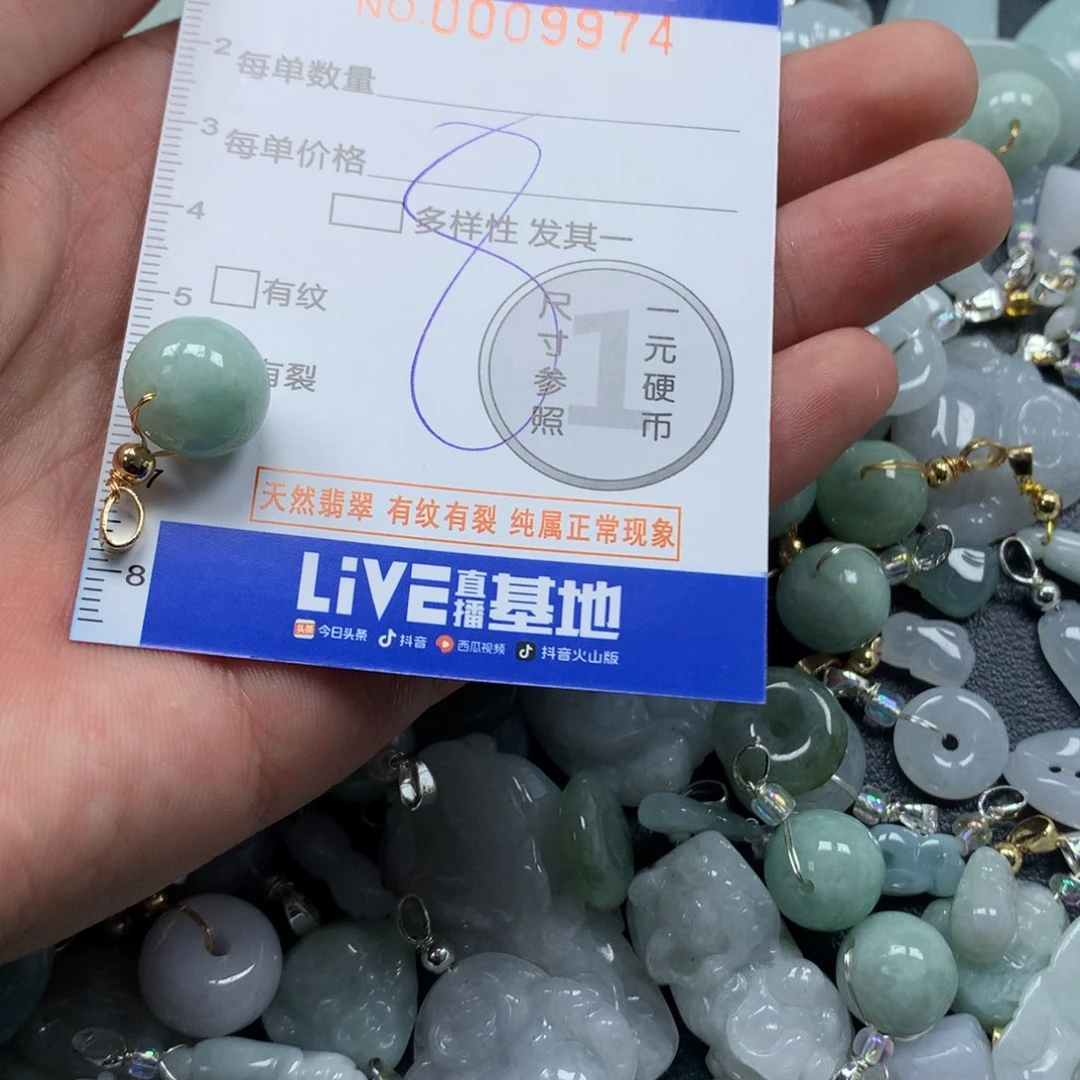 NO.0009974
2
每单数量
3
每单价格
8
4
多样性 发其一
5
有纹
尺寸参照
1
一元硬币
有裂
7
天然翡翠 有纹有裂 纯属正常现象
8
LiVE直播基地
头条 今日头条 抖音 西瓜视频 抖音火山版